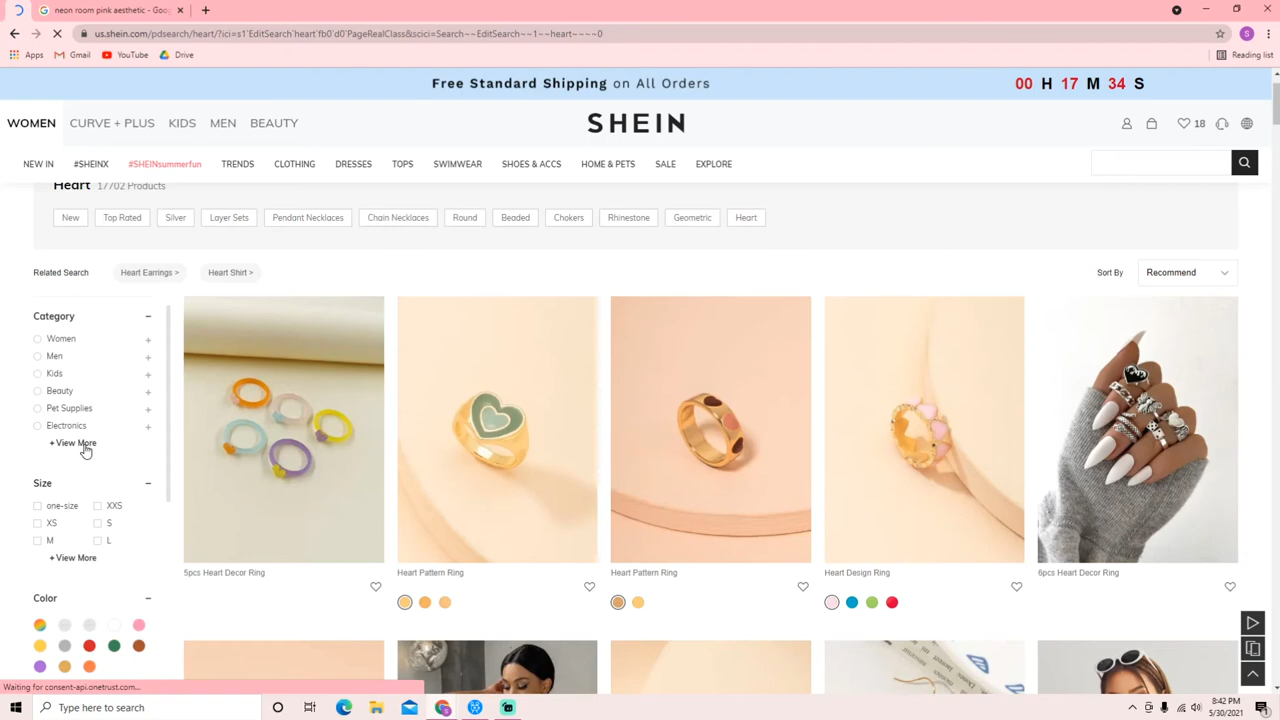 neon room pink aesthetic - Google
us.shein.com/pdsearch/heart/?ici=s1`EditSearch`heart`fb0`d0`PageRealClass&scici=Search~~EditSearch~~1~~heart~~~~0
Apps Gmail YouTube Drive Reading list
Free Standard Shipping on All Orders 00 H 17 M 34 S
WOMEN CURVE + PLUS KIDS MEN BEAUTY SHEIN 18
NEW IN #SHEINX #SHEINsummerfun TRENDS CLOTHING DRESSES TOPS SWIMWEAR SHOES & ACCS HOME & PETS SALE EXPLORE
Heart 17702 Products
New Top Rated Silver Layer Sets Pendant Necklaces Chain Necklaces Round Beaded Chokers Rhinestone Geometric Heart
Related Search Heart Earrings > Heart Shirt > Sort By Recommend
Category −
Women +
Men +
Kids +
Beauty +
Pet Supplies +
Electronics +
+ View More
Size −
one-size XXS
XS S
M L
+ View More
Color −
5pcs Heart Decor Ring Heart Pattern Ring Heart Pattern Ring Heart Design Ring 6pcs Heart Decor Ring
Waiting for consent-api.onetrust.com...
Type here to search
8:42 PM
5/30/2021